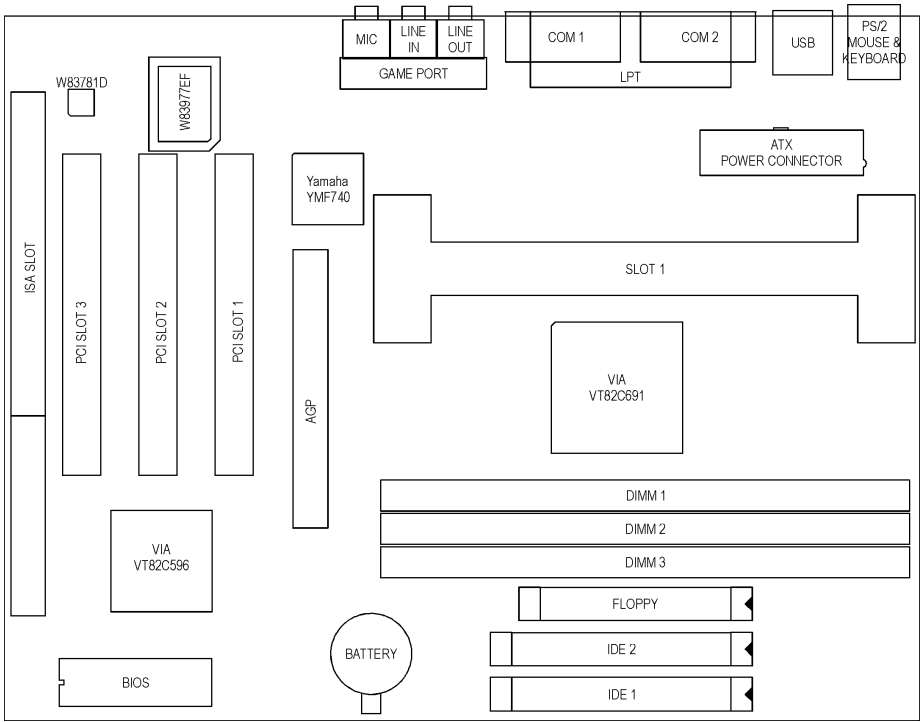 MIC
LINE
IN
LINE
OUT
GAME PORT
COM 1
COM 2
LPT
USB
PS/2
MOUSE &
KEYBOARD
W83781D
W83977EF
ATX
POWER CONNECTOR
Yamaha
YMF740
ISA SLOT
PCI SLOT 3
PCI SLOT 2
PCI SLOT 1
AGP
SLOT 1
VIA
VT82C691
DIMM 1
DIMM 2
DIMM 3
VIA
VT82C596
FLOPPY
BATTERY
IDE 2
BIOS
IDE 1